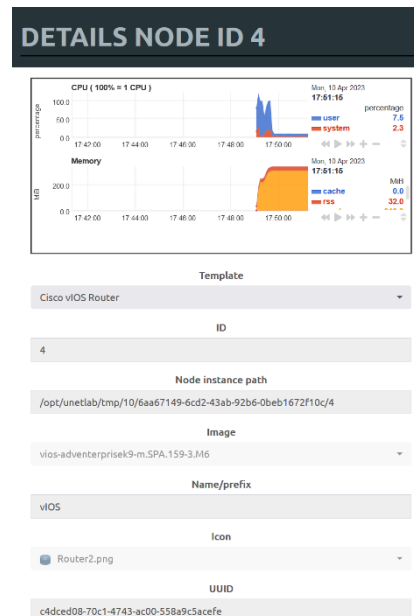 DETAILS NODE ID 4
CPU ( 100% = 1 CPU )
Mon, 10 Apr 2023
17:51:15
percentage
percentage
100.0
50.0
0.0
user 7.5
system 2.3
17:42:00 17:44:00 17:46:00 17:48:00 17:50:00
Memory
Mon, 10 Apr 2023
17:51:15
MiB
MiB
200.0
0.0
cache 0.0
rss 32.0
17:42:00 17:44:00 17:46:00 17:48:00 17:50:00
Template
Cisco vIOS Router
ID
4
Node instance path
/opt/unetlab/tmp/10/6aa67149-6cd2-43ab-92b6-0beb1672f10c/4
Image
vios-adventerprisek9-m.SPA.159-3.M6
Name/prefix
vIOS
Icon
Router2.png
UUID
c4dced08-70c1-4743-ac00-558a9c5acefe